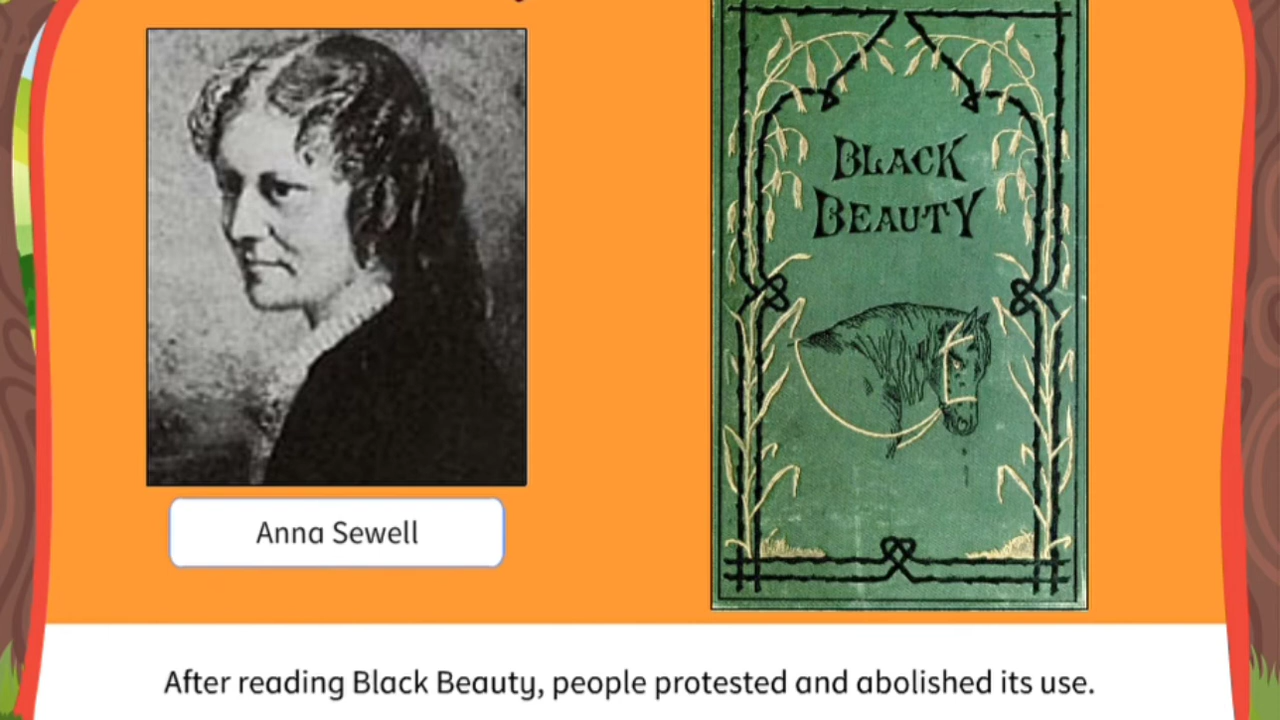 BLACK
BEAUTY
Anna Sewell
After reading Black Beauty, people protested and abolished its use.